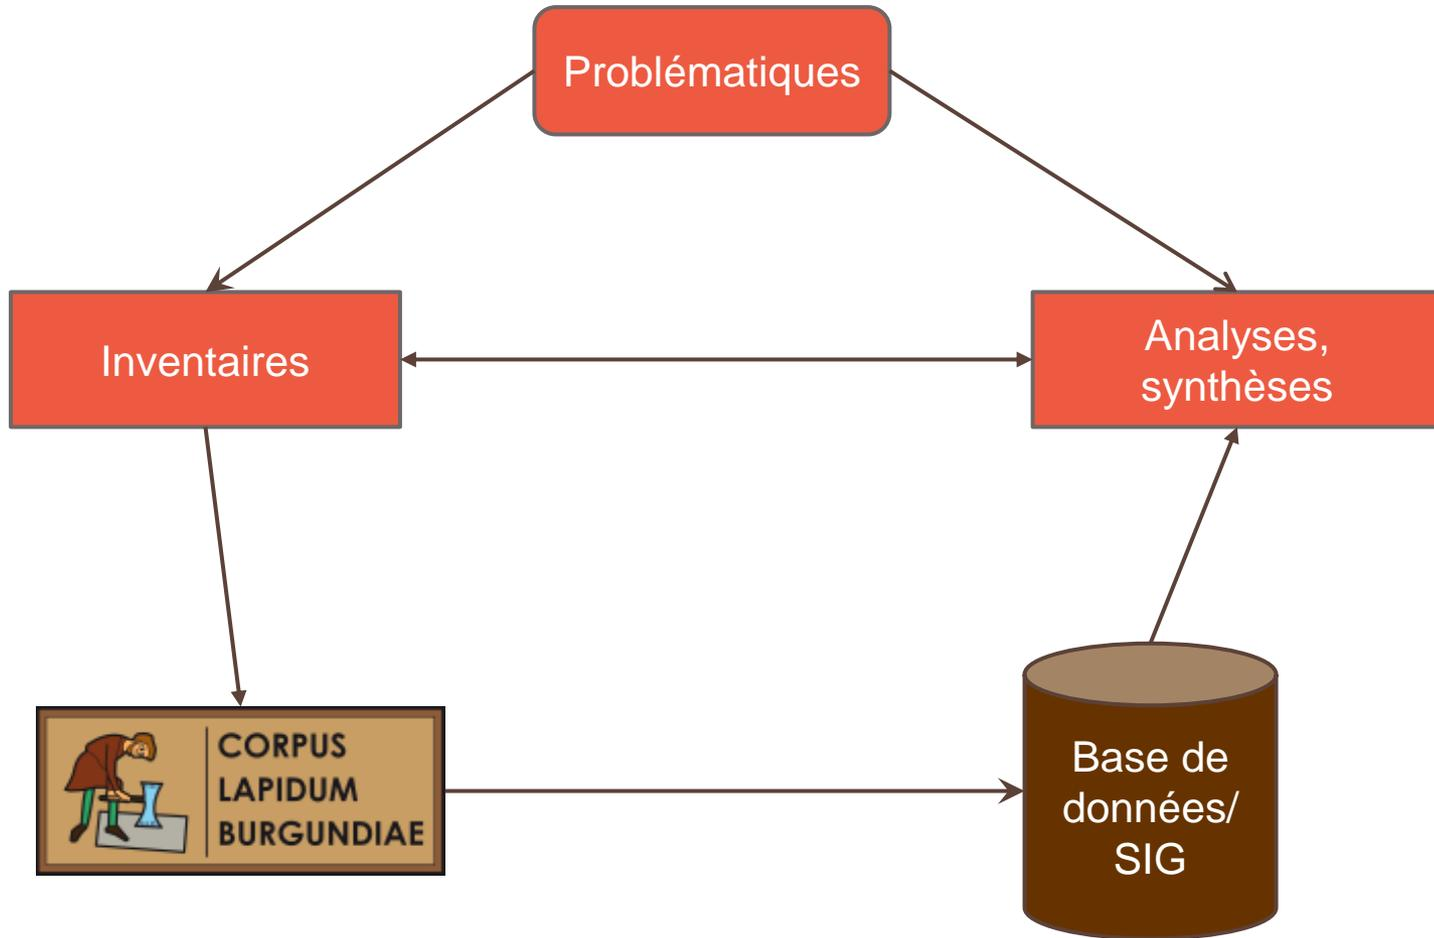 Problématiques
Inventaires
Analyses,
synthèses
CORPUS
LAPIDUM
BURGUNDIAE
Base de
données/
SIG